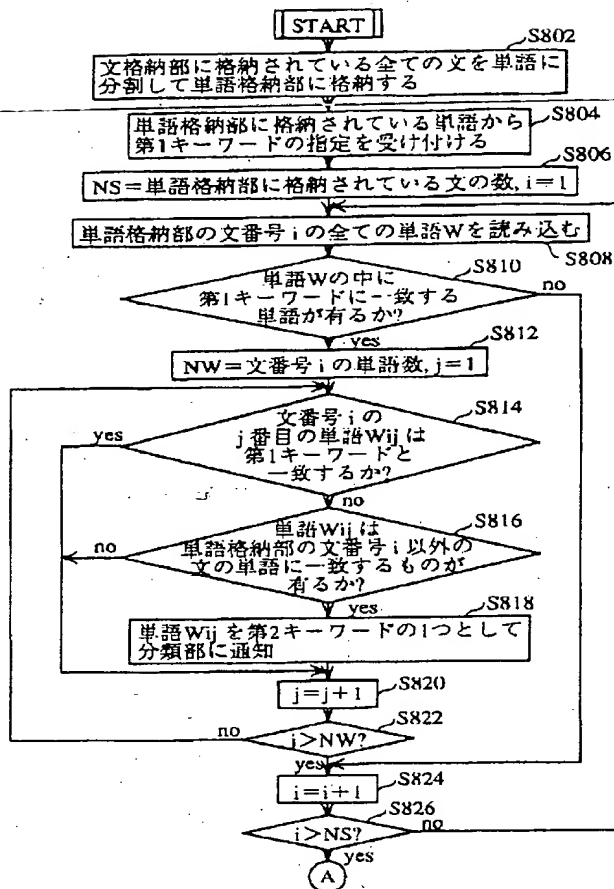 START
S802
文格納部に格納されている全ての文を単語に
分割して単語格納部に格納する
S804
単語格納部に格納されている単語から
第1キーワードの指定を受け付ける
S806
NS=単語格納部に格納されている文の数, i=1
単語格納部の文番号 i の全ての単語Wを読み込む
S808
S810
単語Wの中に
第1キーワードに一致する
単語が有るか?
no
yes
S812
NW=文番号 i の単語数, j=1
S814
文番号 i の
j 番目の単語Wijは
第1キーワードと
一致するか?
yes
no
S816
単語Wijは
単語格納部の文番号 i 以外の
文の単語に一致するものが
有るか?
no
yes
S818
単語Wijを第2キーワードの1つとして
分類部に通知
S820
j=j+1
S822
j>NW?
no
yes
S824
i=i+1
S826
i>NS?
no
yes
A